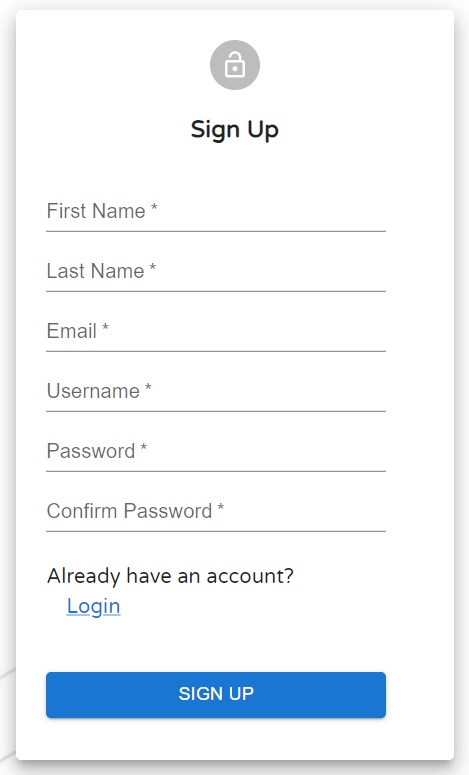 Sign Up
First Name *
Last Name *
Email *
Username *
Password *
Confirm Password *
Already have an account?
Login
SIGN UP